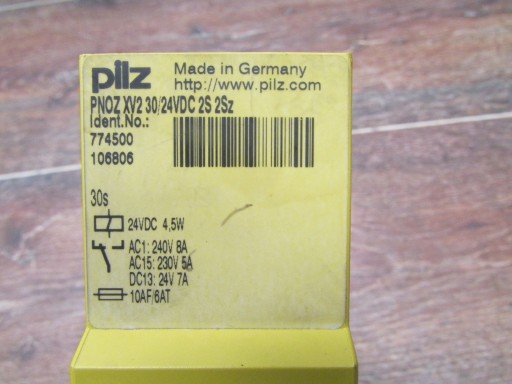 pilz
Made in Germany
http://www.pilz.com
PNOZ XV2 30/24VDC 2S 2Sz
Ident.No.:
774500
106806
30s
24VDC 4,5W
AC1: 240V 8A
AC15: 230V 5A
DC13: 24V 7A
10AF/6AT